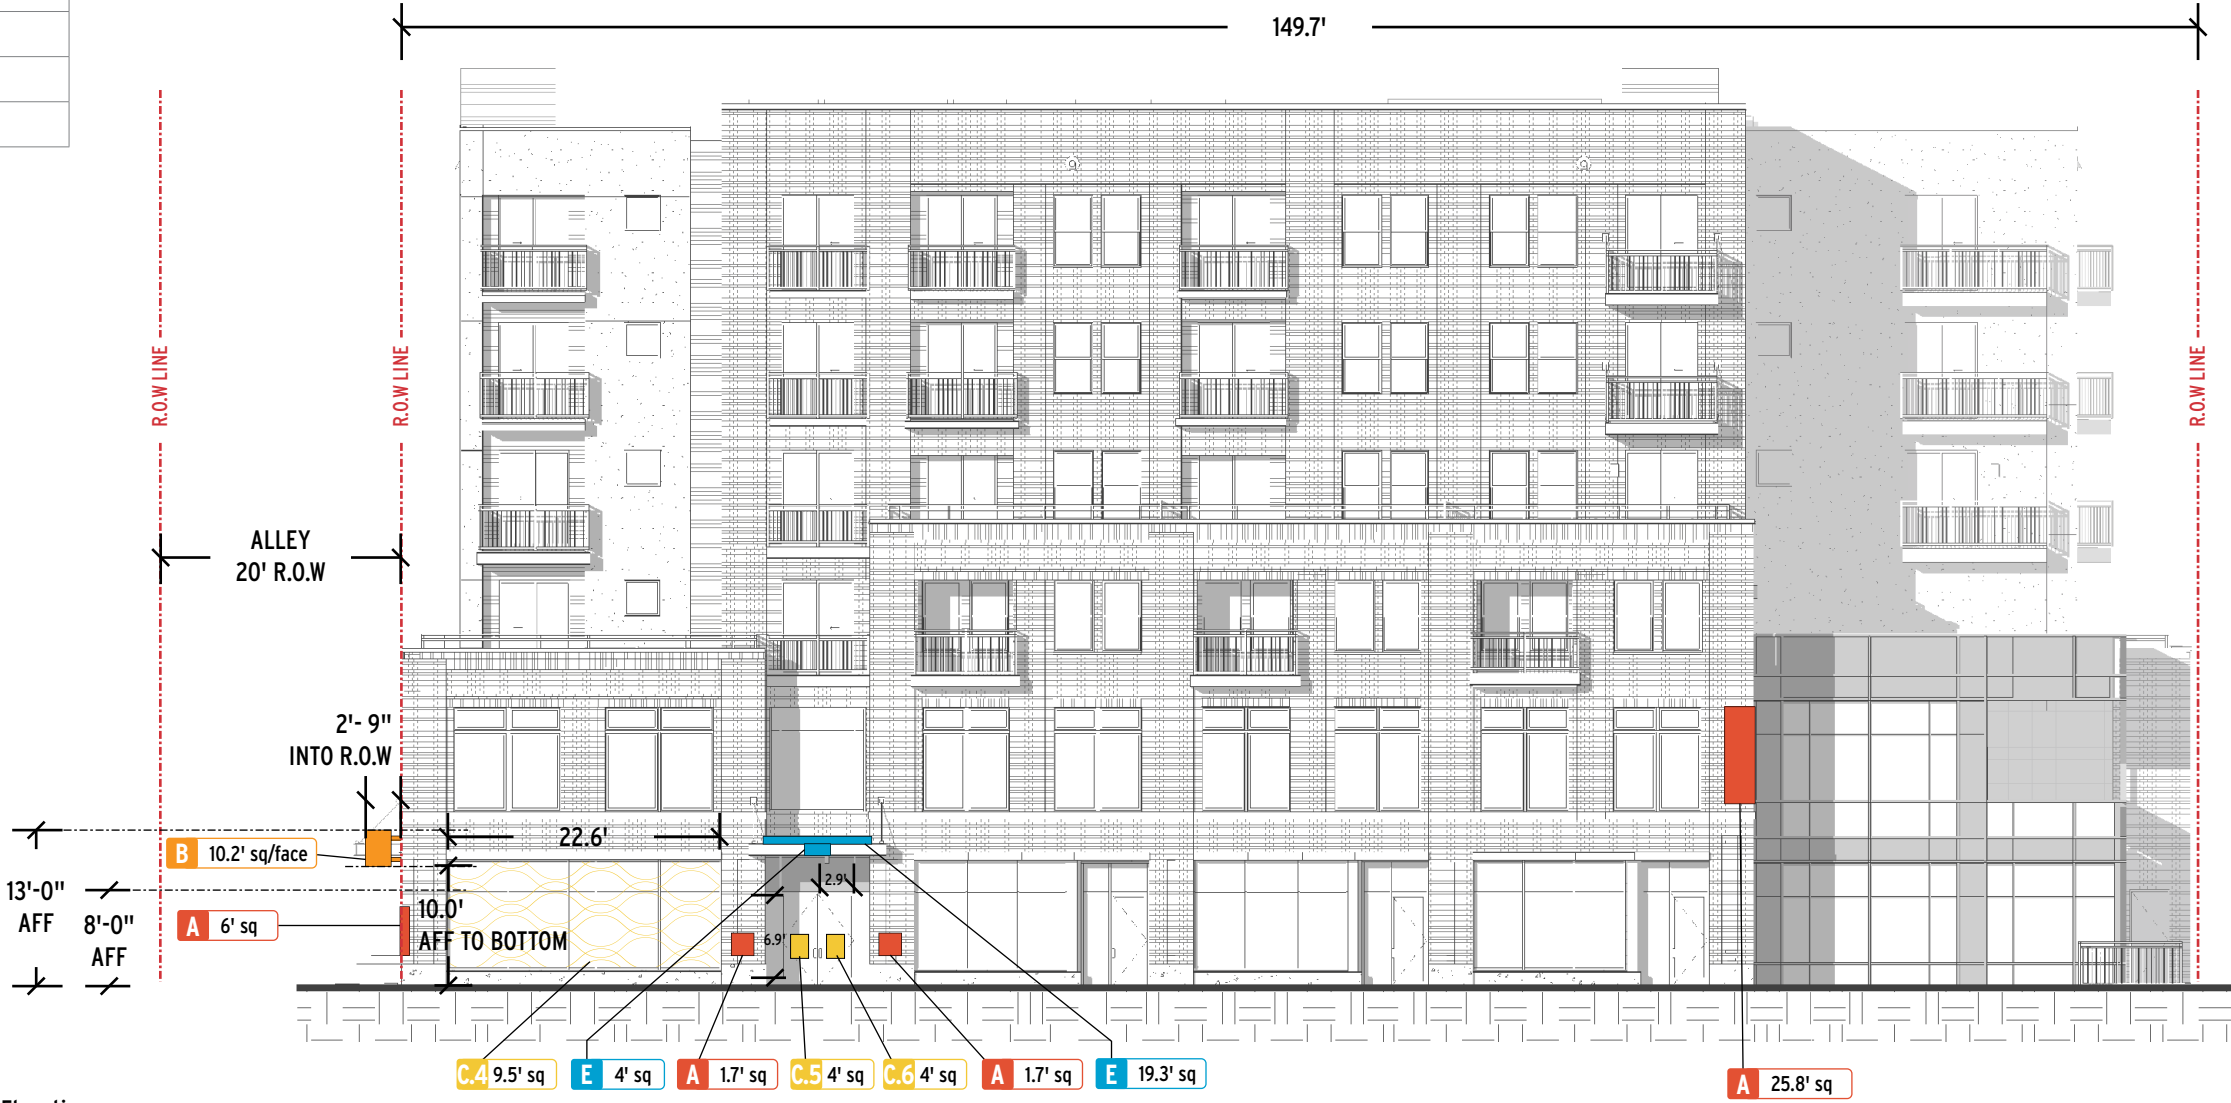 149.7'
R.O.W LINE
R.O.W LINE
R.O.W LINE
ALLEY
20' R.O.W
2'- 9"
INTO R.O.W
22.6'
B 10.2' sq/face
2.9'
13'-0"
AFF
8'-0"
AFF
A 6' sq
10.0'
AFF TO BOTTOM
6.9'
C.4 9.5' sq
E 4' sq
A 1.7' sq
C.5 4' sq
C.6 4' sq
A 1.7' sq
E 19.3' sq
A 25.8' sq